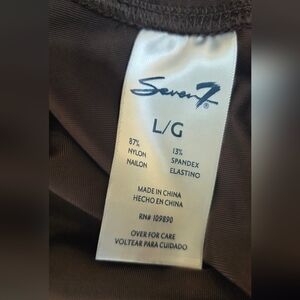 Seven7®
L/G
87% 13%
NYLON SPANDEX
NAILON ELASTINO
MADE IN CHINA
HECHO EN CHINA
RN# 109890
OVER FOR CARE
VOLTEAR PARA CUIDADO